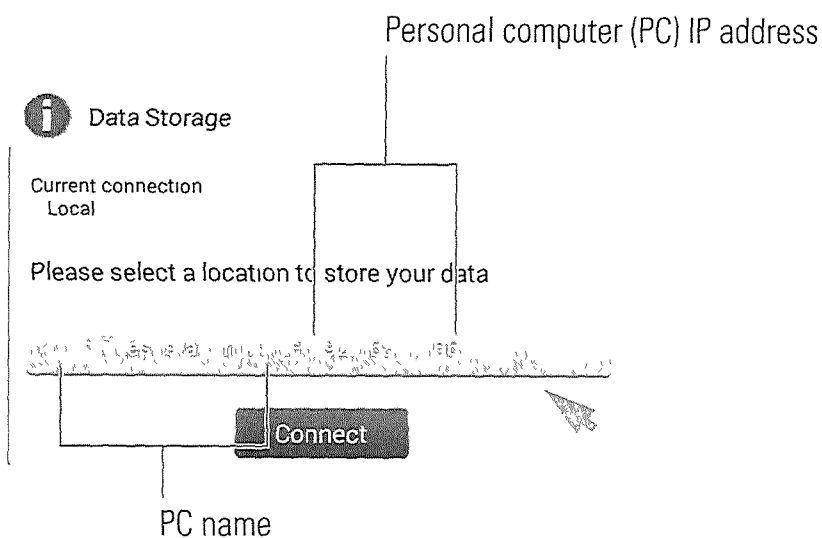 Personal computer (PC) IP address
Data Storage
Current connection
Local
Please select a location to store your data
Connect
PC name